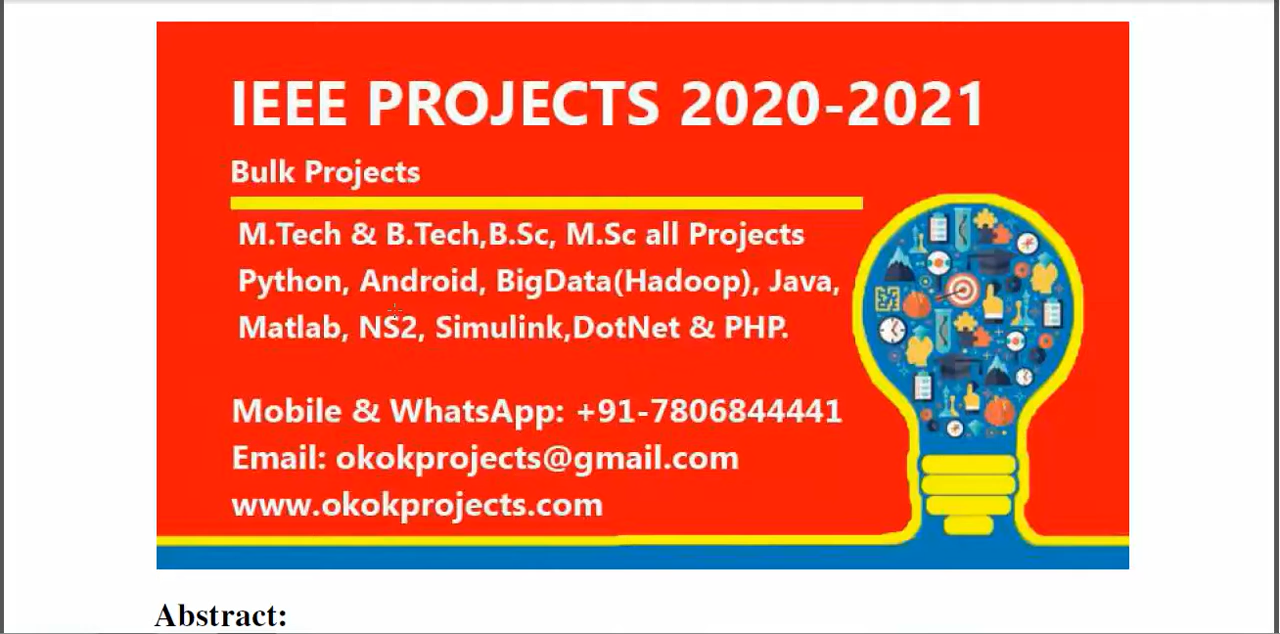 IEEE PROJECTS 2020-2021
Bulk Projects
M.Tech & B.Tech,B.Sc, M.Sc all Projects
Python, Android, BigData(Hadoop), Java,
Matlab, NS2, Simulink,DotNet & PHP.
Mobile & WhatsApp: +91-7806844441
Email: okokprojects@gmail.com
www.okokprojects.com
Abstract: